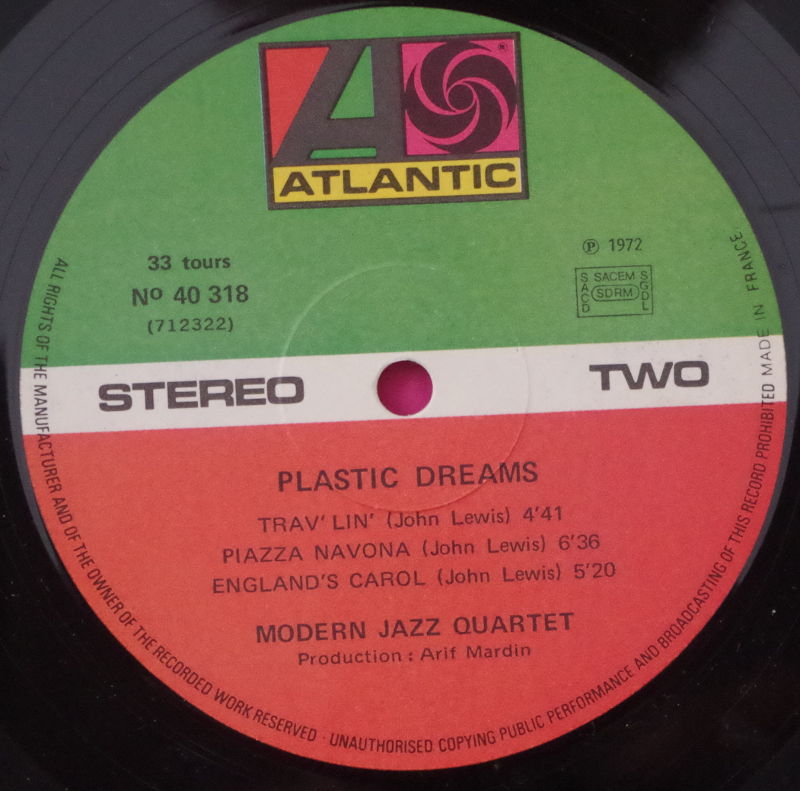 ®
ATLANTIC
33 tours
Nº 40 318
(712322)
℗ 1972
SACD SACEM SGDL
SDRM
STEREO
TWO
PLASTIC DREAMS
TRAV' LIN' (John Lewis) 4'41
PIAZZA NAVONA (John Lewis) 6'36
ENGLAND'S CAROL (John Lewis) 5'20
MODERN JAZZ QUARTET
Production : Arif Mardin
ALL RIGHTS OF THE MANUFACTURER AND OF THE OWNER OF THE RECORDED WORK RESERVED · UNAUTHORISED COPYING PUBLIC PERFORMANCE AND BROADCASTING OF THIS RECORD PROHIBITED MADE IN FRANCE